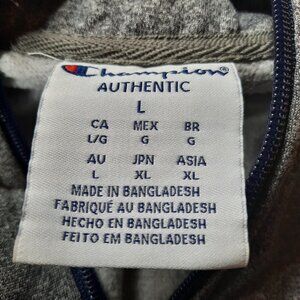 Champion
AUTHENTIC
L
CA MEX BR
L/G G G
AU JPN ASIA
L XL XL
MADE IN BANGLADESH
FABRIQUÉ AU BANGLADESH
HECHO EN BANGLADESH
FEITO EM BANGLADESH